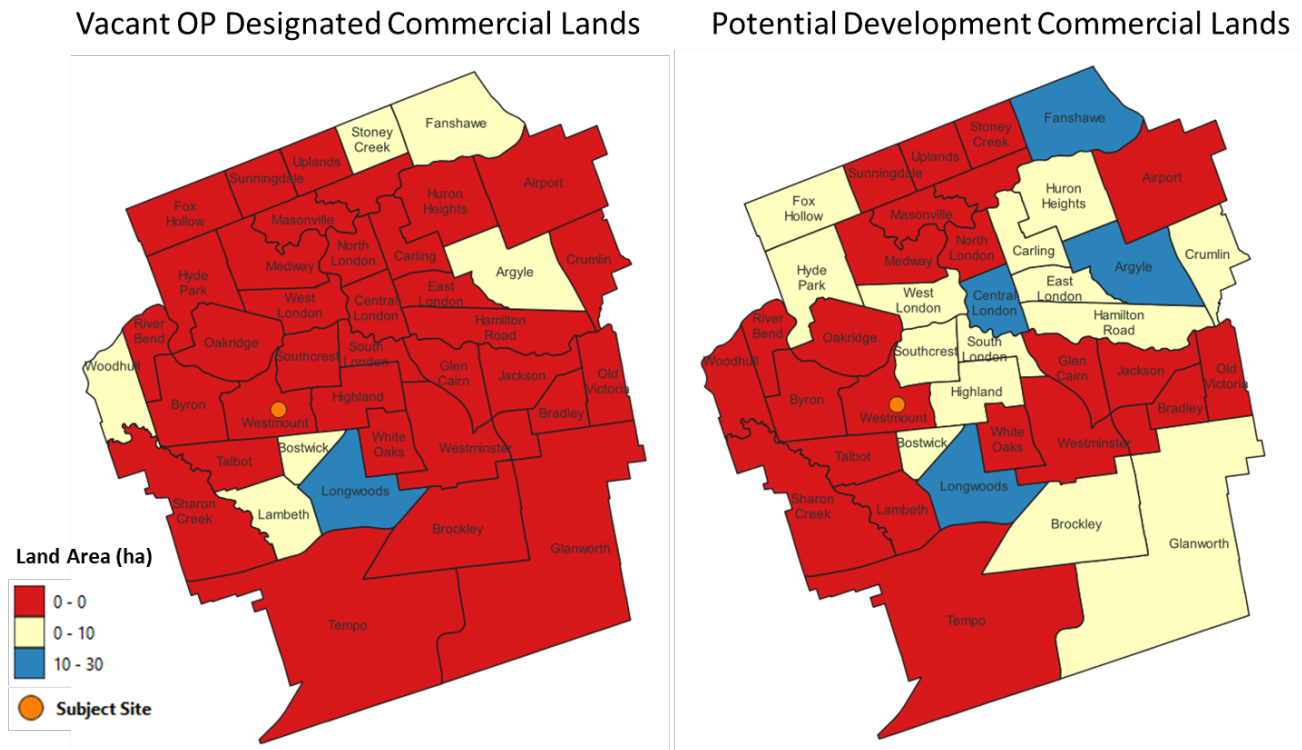 Vacant OP Designated Commercial Lands
Potential Development Commercial Lands
Stoney
Creek
Fanshawe
Uplands
Sunningdale
Fox
Hollow
Masonville
Huron
Heights
Airport
Hyde
Park
Medway
North
London
Carling
Argyle
Crumlin
West
London
Central
London
East
London
Hamilton
Road
River
Bend
Oakridge
Southcrest
South
London
Woodhull
Byron
Westmount
Highland
Glen
Cairn
Jackson
Old
Victoria
Bradley
Talbot
Bostwick
White
Oaks
Westminster
Sharon
Creek
Lambeth
Longwoods
Brockley
Glanworth
Tempo
Land Area (ha)
0 - 0
0 - 10
10 - 30
Subject Site
Fanshawe
Stoney
Creek
Uplands
Sunningdale
Fox
Hollow
Masonville
Huron
Heights
Airport
Hyde
Park
Medway
North
London
Carling
Argyle
Crumlin
West
London
Central
London
East
London
Hamilton
Road
River
Bend
Oakridge
Southcrest
South
London
Woodhull
Byron
Westmount
Highland
Glen
Cairn
Jackson
Old
Victoria
Bradley
Talbot
Bostwick
White
Oaks
Westminster
Sharon
Creek
Lambeth
Longwoods
Brockley
Glanworth
Tempo